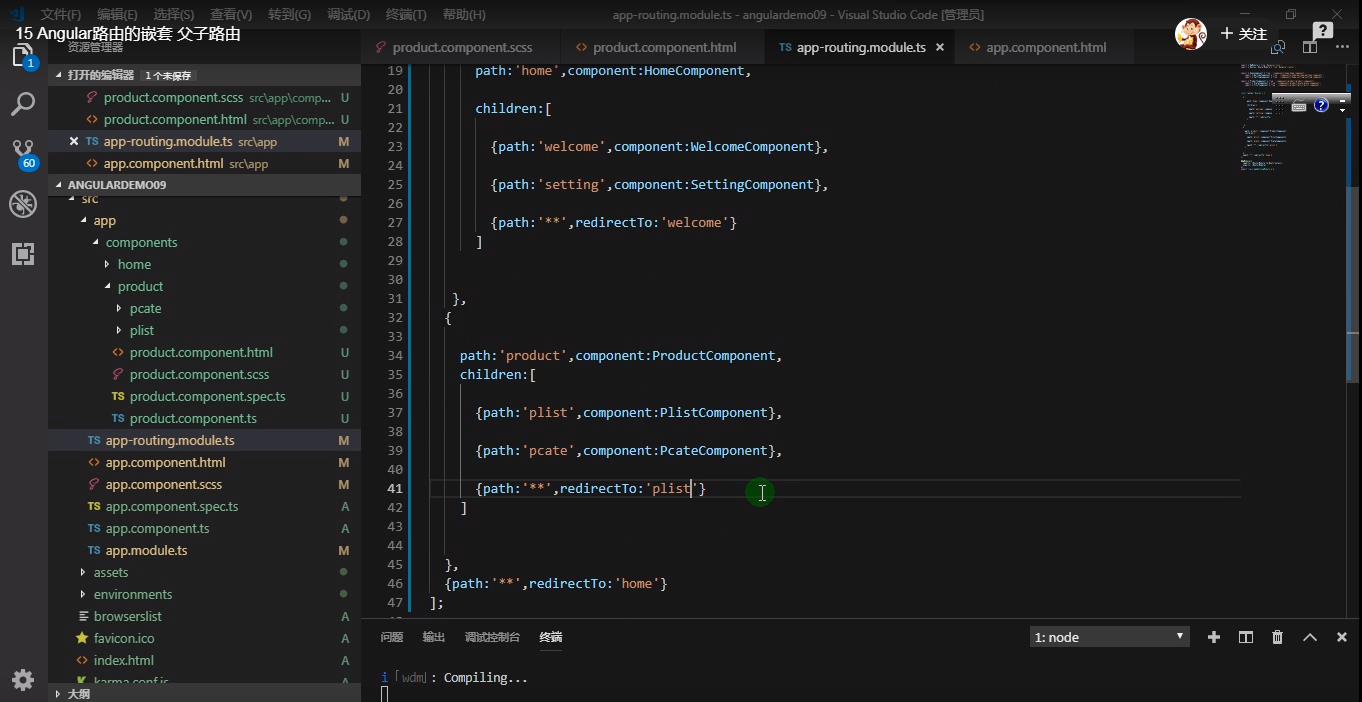 文件(F) 编辑(E) 选择(S) 查看(V) 转到(G) 调试(D) 终端(T) 帮助(H) app-routing.module.ts - angulardemo09 - Visual Studio Code [管理员]
15 Angular路由的嵌套 父子路由
+ 关注
?
资源管理器
product.component.scss <> product.component.html TS app-routing.module.ts × <> app.component.html
打开的编辑器 1 个未保存
product.component.scss src\app\comp... U
<> product.component.html src\app\comp... U
× TS app-routing.module.ts src\app M
<> app.component.html src\app M
1
60
ANGULARDEMO09
src
app
components
home
product
pcate
plist
<> product.component.html U
product.component.scss U
TS product.component.spec.ts U
TS product.component.ts U
TS app-routing.module.ts M
<> app.component.html M
app.component.scss M
TS app.component.spec.ts A
TS app.component.ts A
TS app.module.ts M
assets
environments
browserslist A
favicon.ico A
<> index.html A
karma.conf.js A
大纲
19 path:'home',component:HomeComponent,
20
21 children:[
22
23 {path:'welcome',component:WelcomeComponent},
24
25 {path:'setting',component:SettingComponent},
26
27 {path:'**',redirectTo:'welcome'}
28 ]
29
30
31 },
32 {
33
34 path:'product',component:ProductComponent,
35 children:[
36
37 {path:'plist',component:PlistComponent},
38
39 {path:'pcate',component:PcateComponent},
40
41 {path:'**',redirectTo:'plist'}
42 ]
43
44
45 },
46 {path:'**',redirectTo:'home'}
47 ];
问题 输出 调试控制台 终端 1: node
i ｢wdm｣: Compiling...